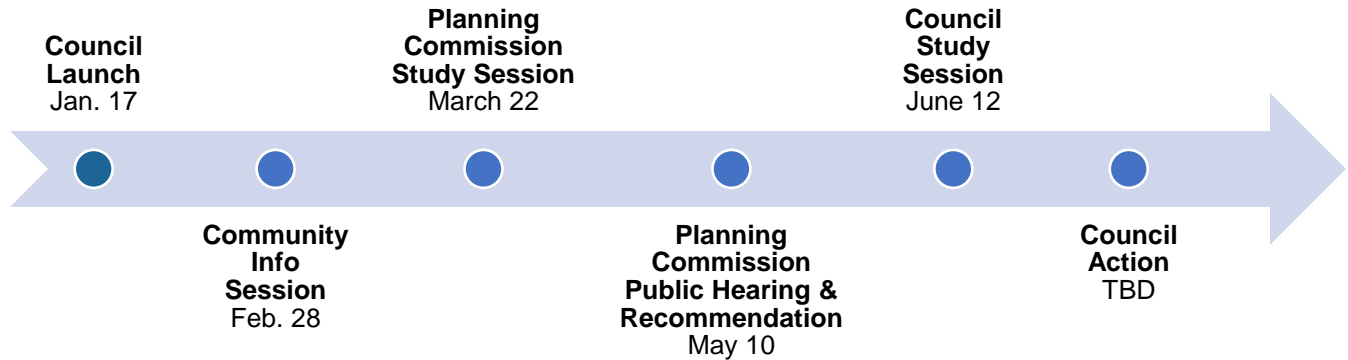 Council
Launch
Jan. 17
Community
Info
Session
Feb. 28
Planning
Commission
Study Session
March 22
Planning
Commission
Public Hearing &
Recommendation
May 10
Council
Study
Session
June 12
Council
Action
TBD